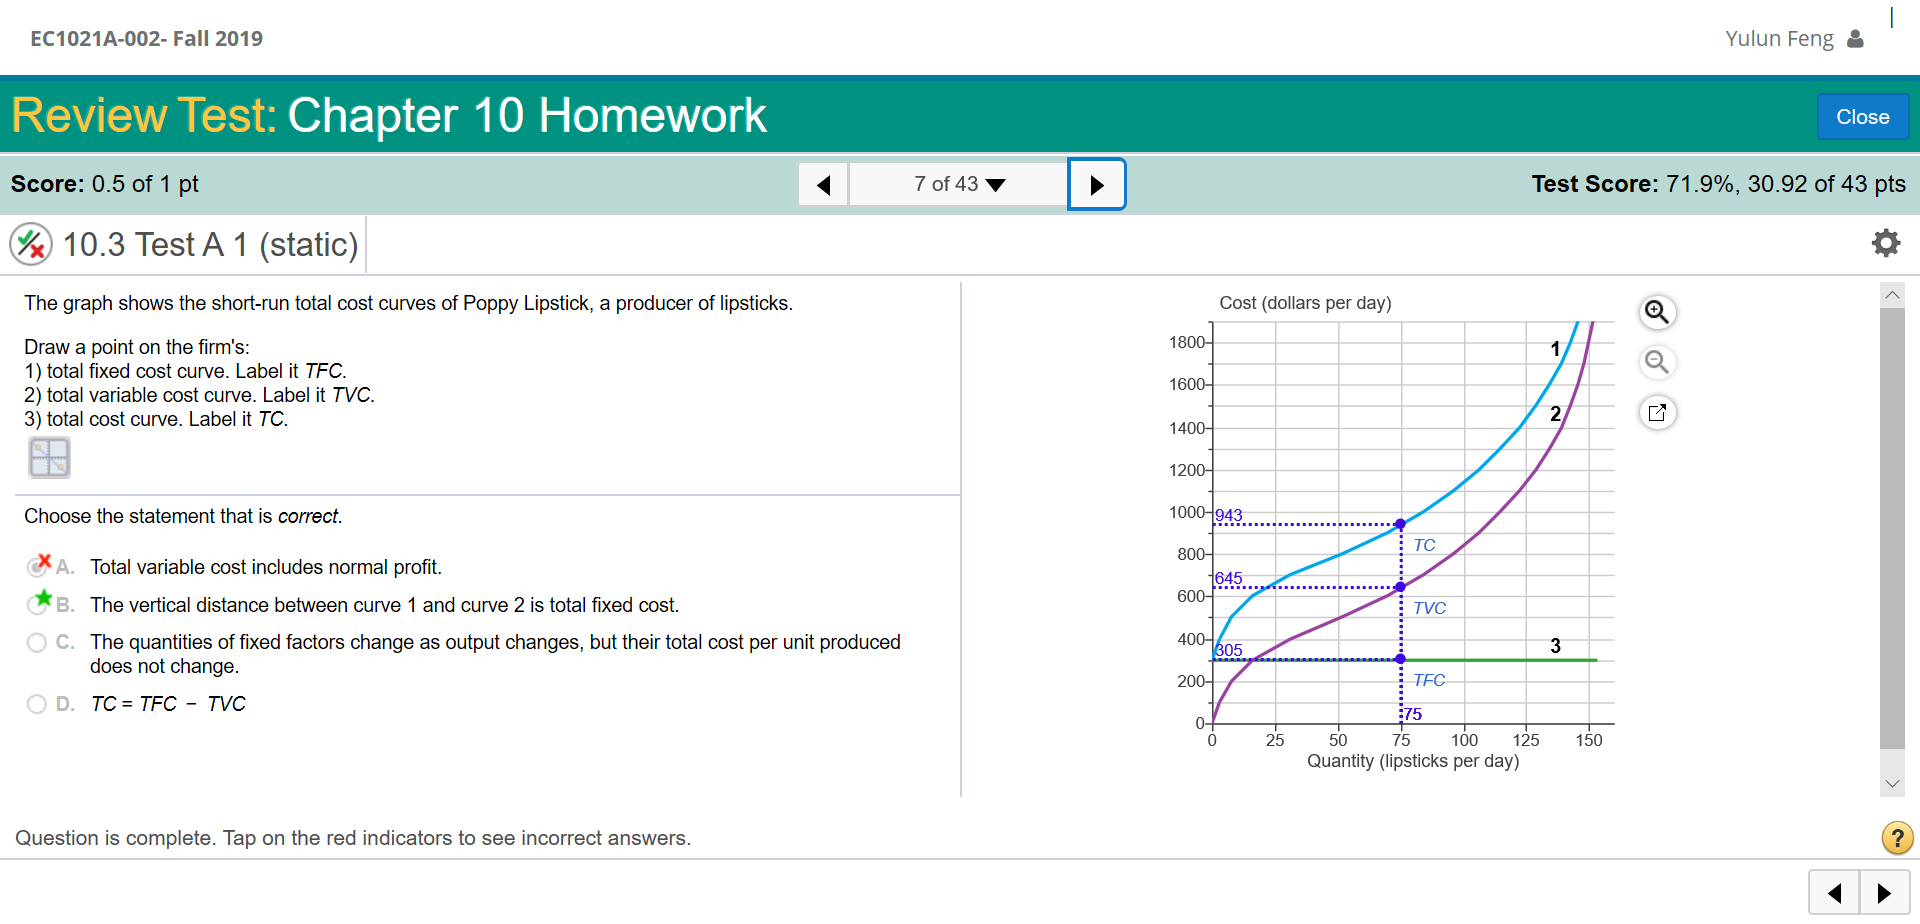 EC1021A-002- Fall 2019
Yulun Feng
Review Test: Chapter 10 Homework
Close
Score: 0.5 of 1 pt
7 of 43
Test Score: 71.9%, 30.92 of 43 pts
10.3 Test A 1 (static)
The graph shows the short-run total cost curves of Poppy Lipstick, a producer of lipsticks.
Draw a point on the firm's:
1) total fixed cost curve. Label it TFC.
2) total variable cost curve. Label it TVC.
3) total cost curve. Label it TC.
Choose the statement that is correct.
A. Total variable cost includes normal profit.
B. The vertical distance between curve 1 and curve 2 is total fixed cost.
C. The quantities of fixed factors change as output changes, but their total cost per unit produced
does not change.
D. TC = TFC − TVC
Cost (dollars per day)
1800
1
1600
2
1400
1200
1000
943
TC
800
645
600
TVC
400
3
305
TFC
200
75
0
0 25 50 75 100 125 150
Quantity (lipsticks per day)
Question is complete. Tap on the red indicators to see incorrect answers.
?